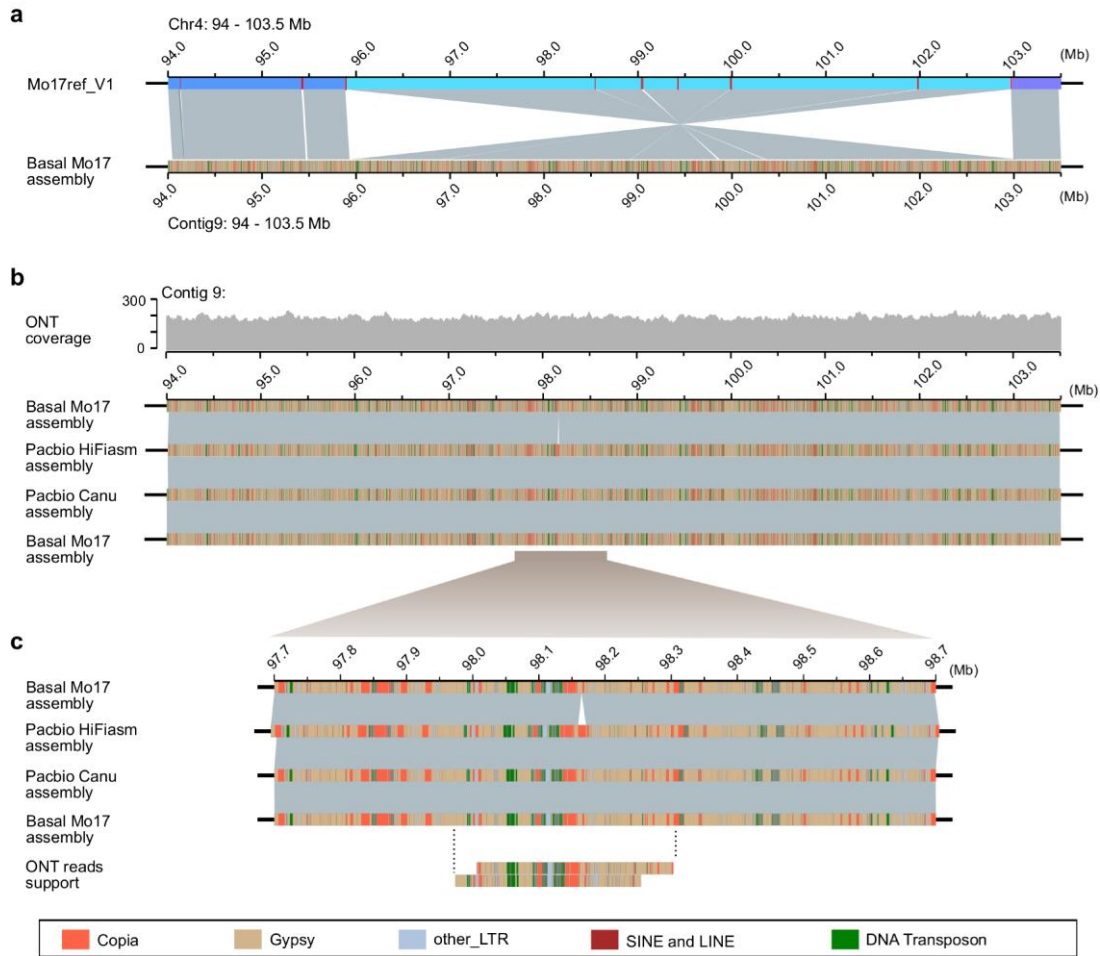 a
Chr4: 94 - 103.5 Mb
94.0 95.0 96.0 97.0 98.0 99.0 100.0 101.0 102.0 103.0 (Mb)
Mo17ref_V1
Basal Mo17
assembly
94.0 95.0 96.0 97.0 98.0 99.0 100.0 101.0 102.0 103.0 (Mb)
Contig9: 94 - 103.5 Mb
b
Contig 9:
300
ONT
coverage
0
94.0 95.0 96.0 97.0 98.0 99.0 100.0 101.0 102.0 103.0 (Mb)
Basal Mo17
assembly
Pacbio HiFiasm
assembly
Pacbio Canu
assembly
Basal Mo17
assembly
c
97.7 97.8 97.9 98.0 98.1 98.2 98.3 98.4 98.5 98.6 98.7 (Mb)
Basal Mo17
assembly
Pacbio HiFiasm
assembly
Pacbio Canu
assembly
Basal Mo17
assembly
ONT reads
support
Copia Gypsy other_LTR SINE and LINE DNA Transposon